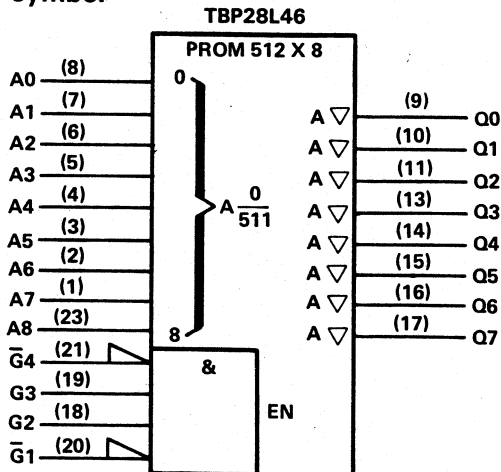 TBP28L46
PROM 512 X 8
A0 (8) 0
A1 (7)
A2 (6)
A3 (5)
A4 (4)
A5 (3)
A6 (2)
A7 (1)
A8 (23) 8
A 0
511
G̅4 (21) &
G3 (19)
G2 (18)
G̅1 (20)
EN
A ▽ (9) Q0
A ▽ (10) Q1
A ▽ (11) Q2
A ▽ (13) Q3
A ▽ (14) Q4
A ▽ (15) Q5
A ▽ (16) Q6
A ▽ (17) Q7